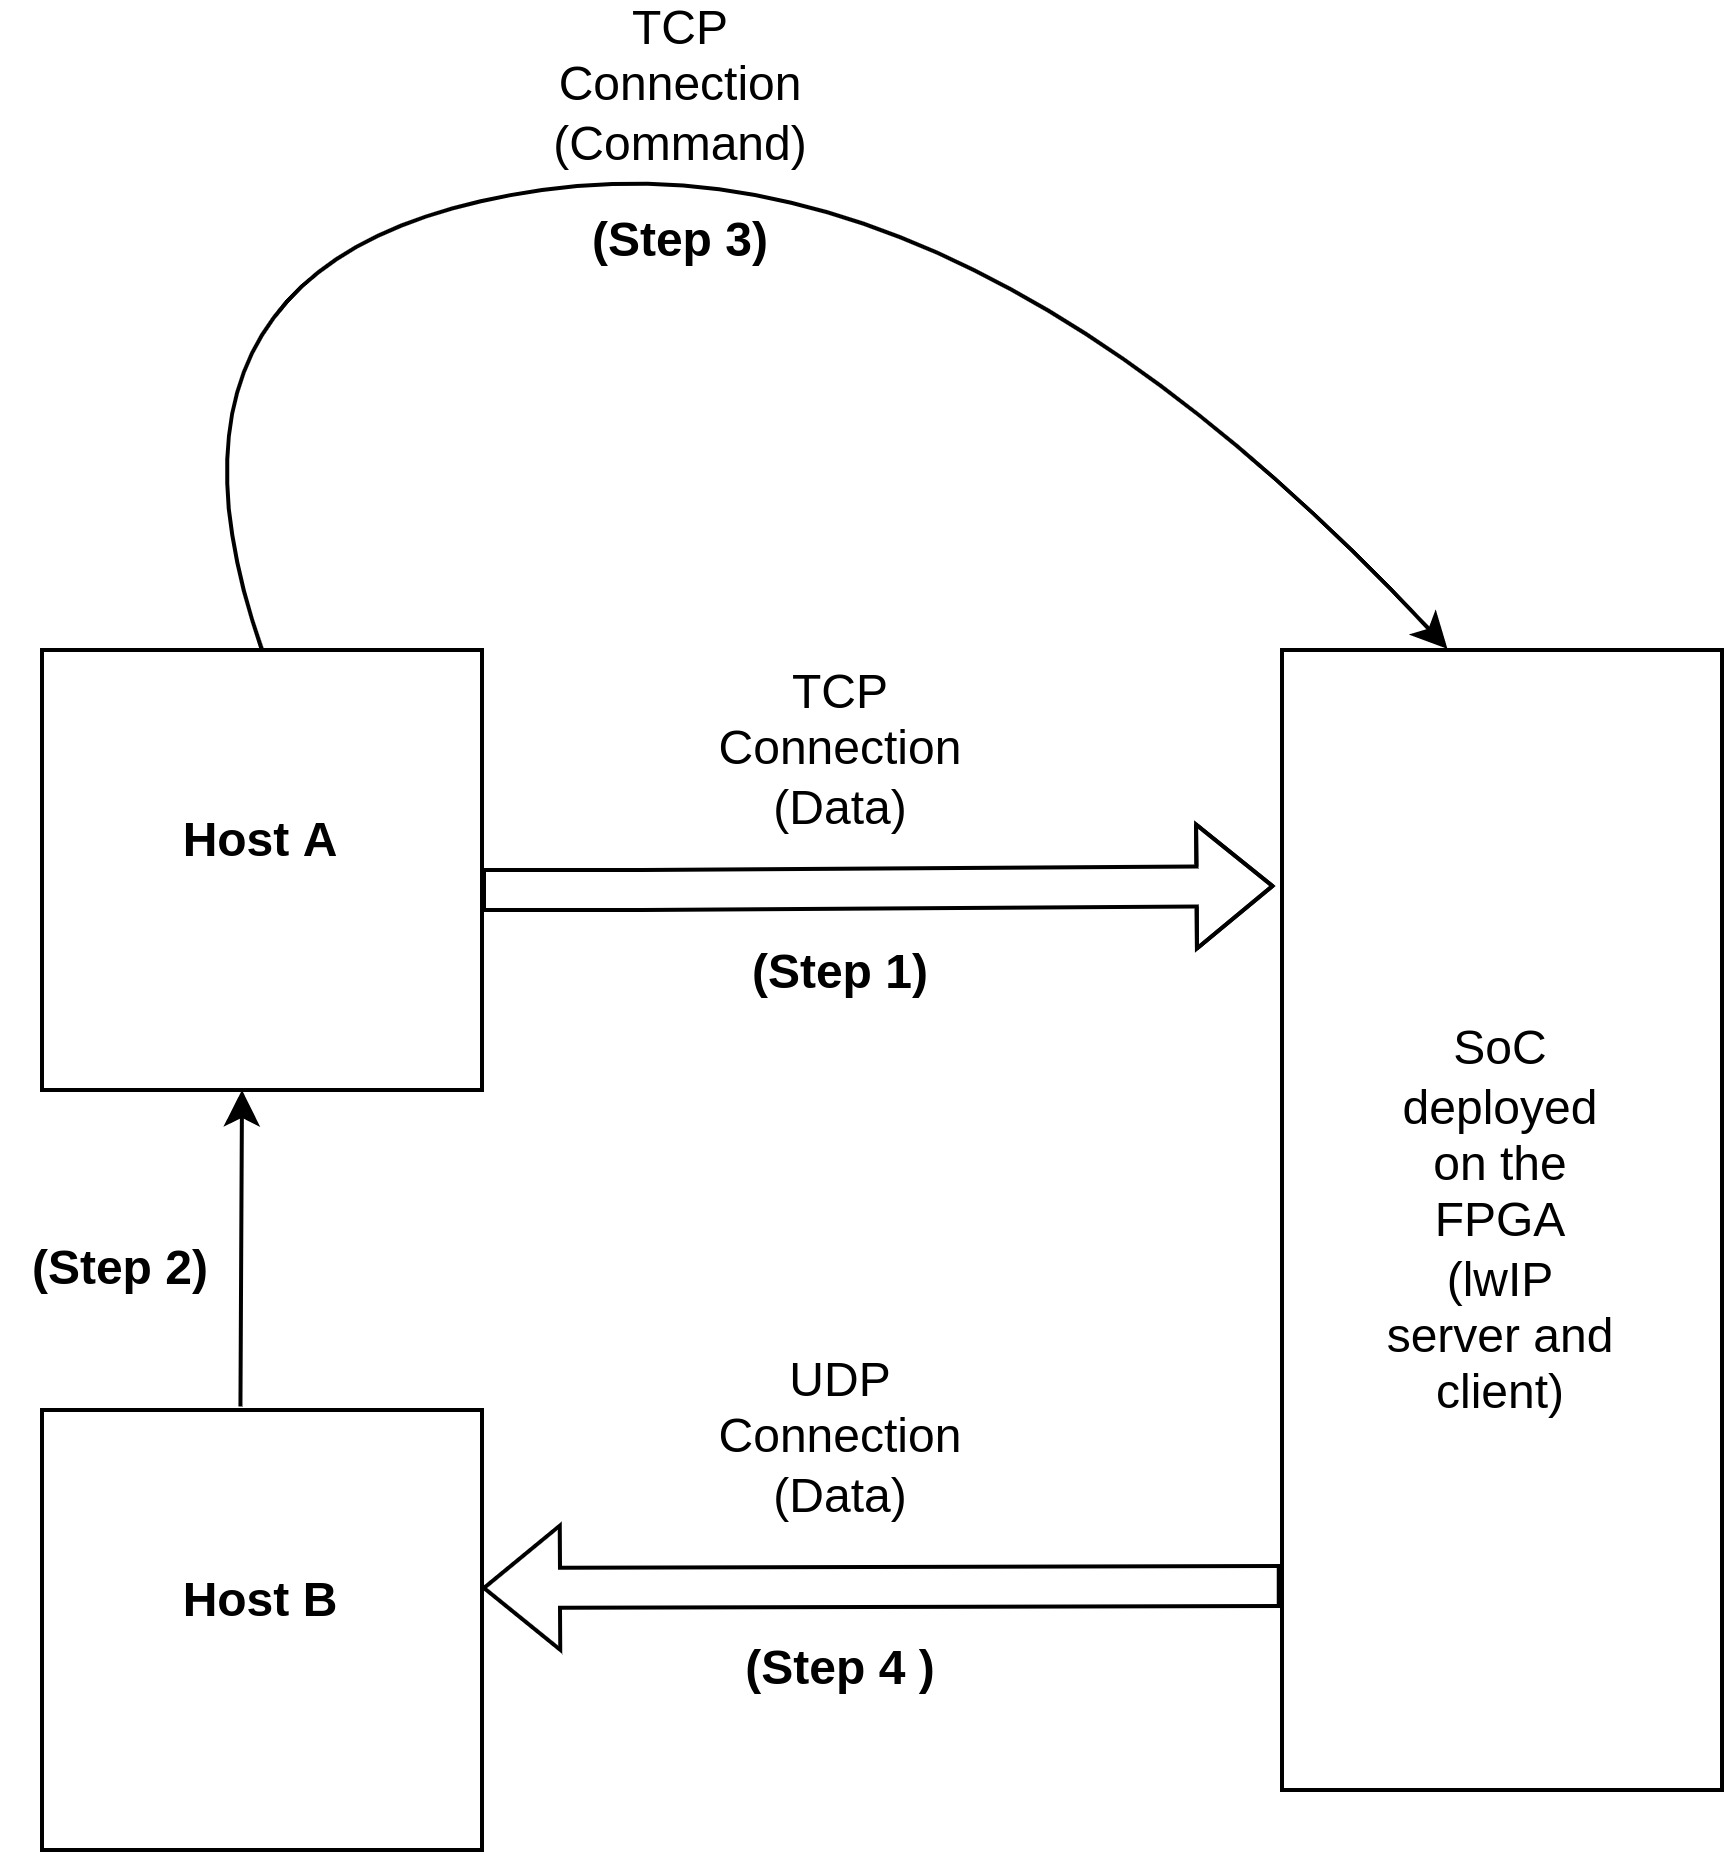 TCP
Connection
(Command)
(Step 3)
TCP
Connection
(Data)
Host A
(Step 1)
SoC
deployed
on the
FPGA
(lwIP
server and
client)
(Step 2)
UDP
Connection
(Data)
Host B
(Step 4 )